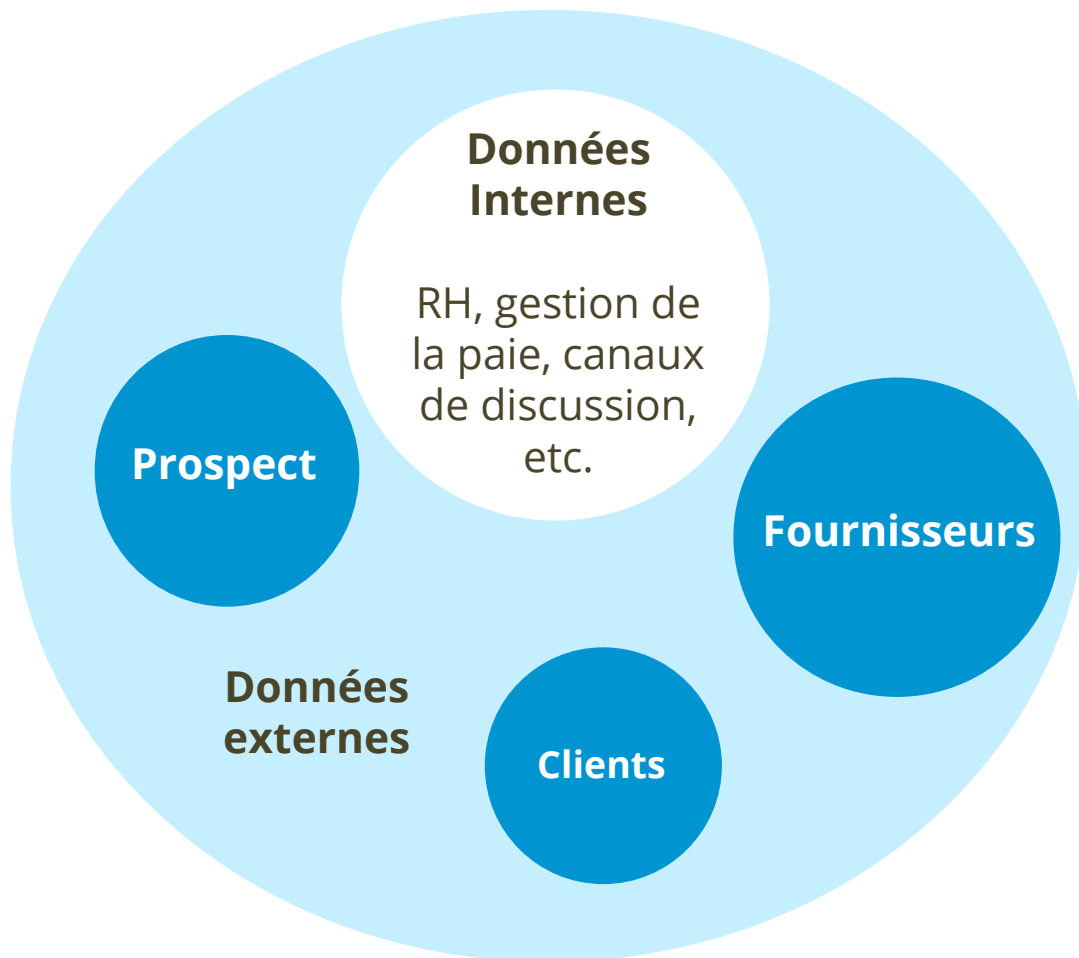 Données
Internes
RH, gestion de
la paie, canaux
de discussion,
etc.
Prospect
Fournisseurs
Données
externes
Clients